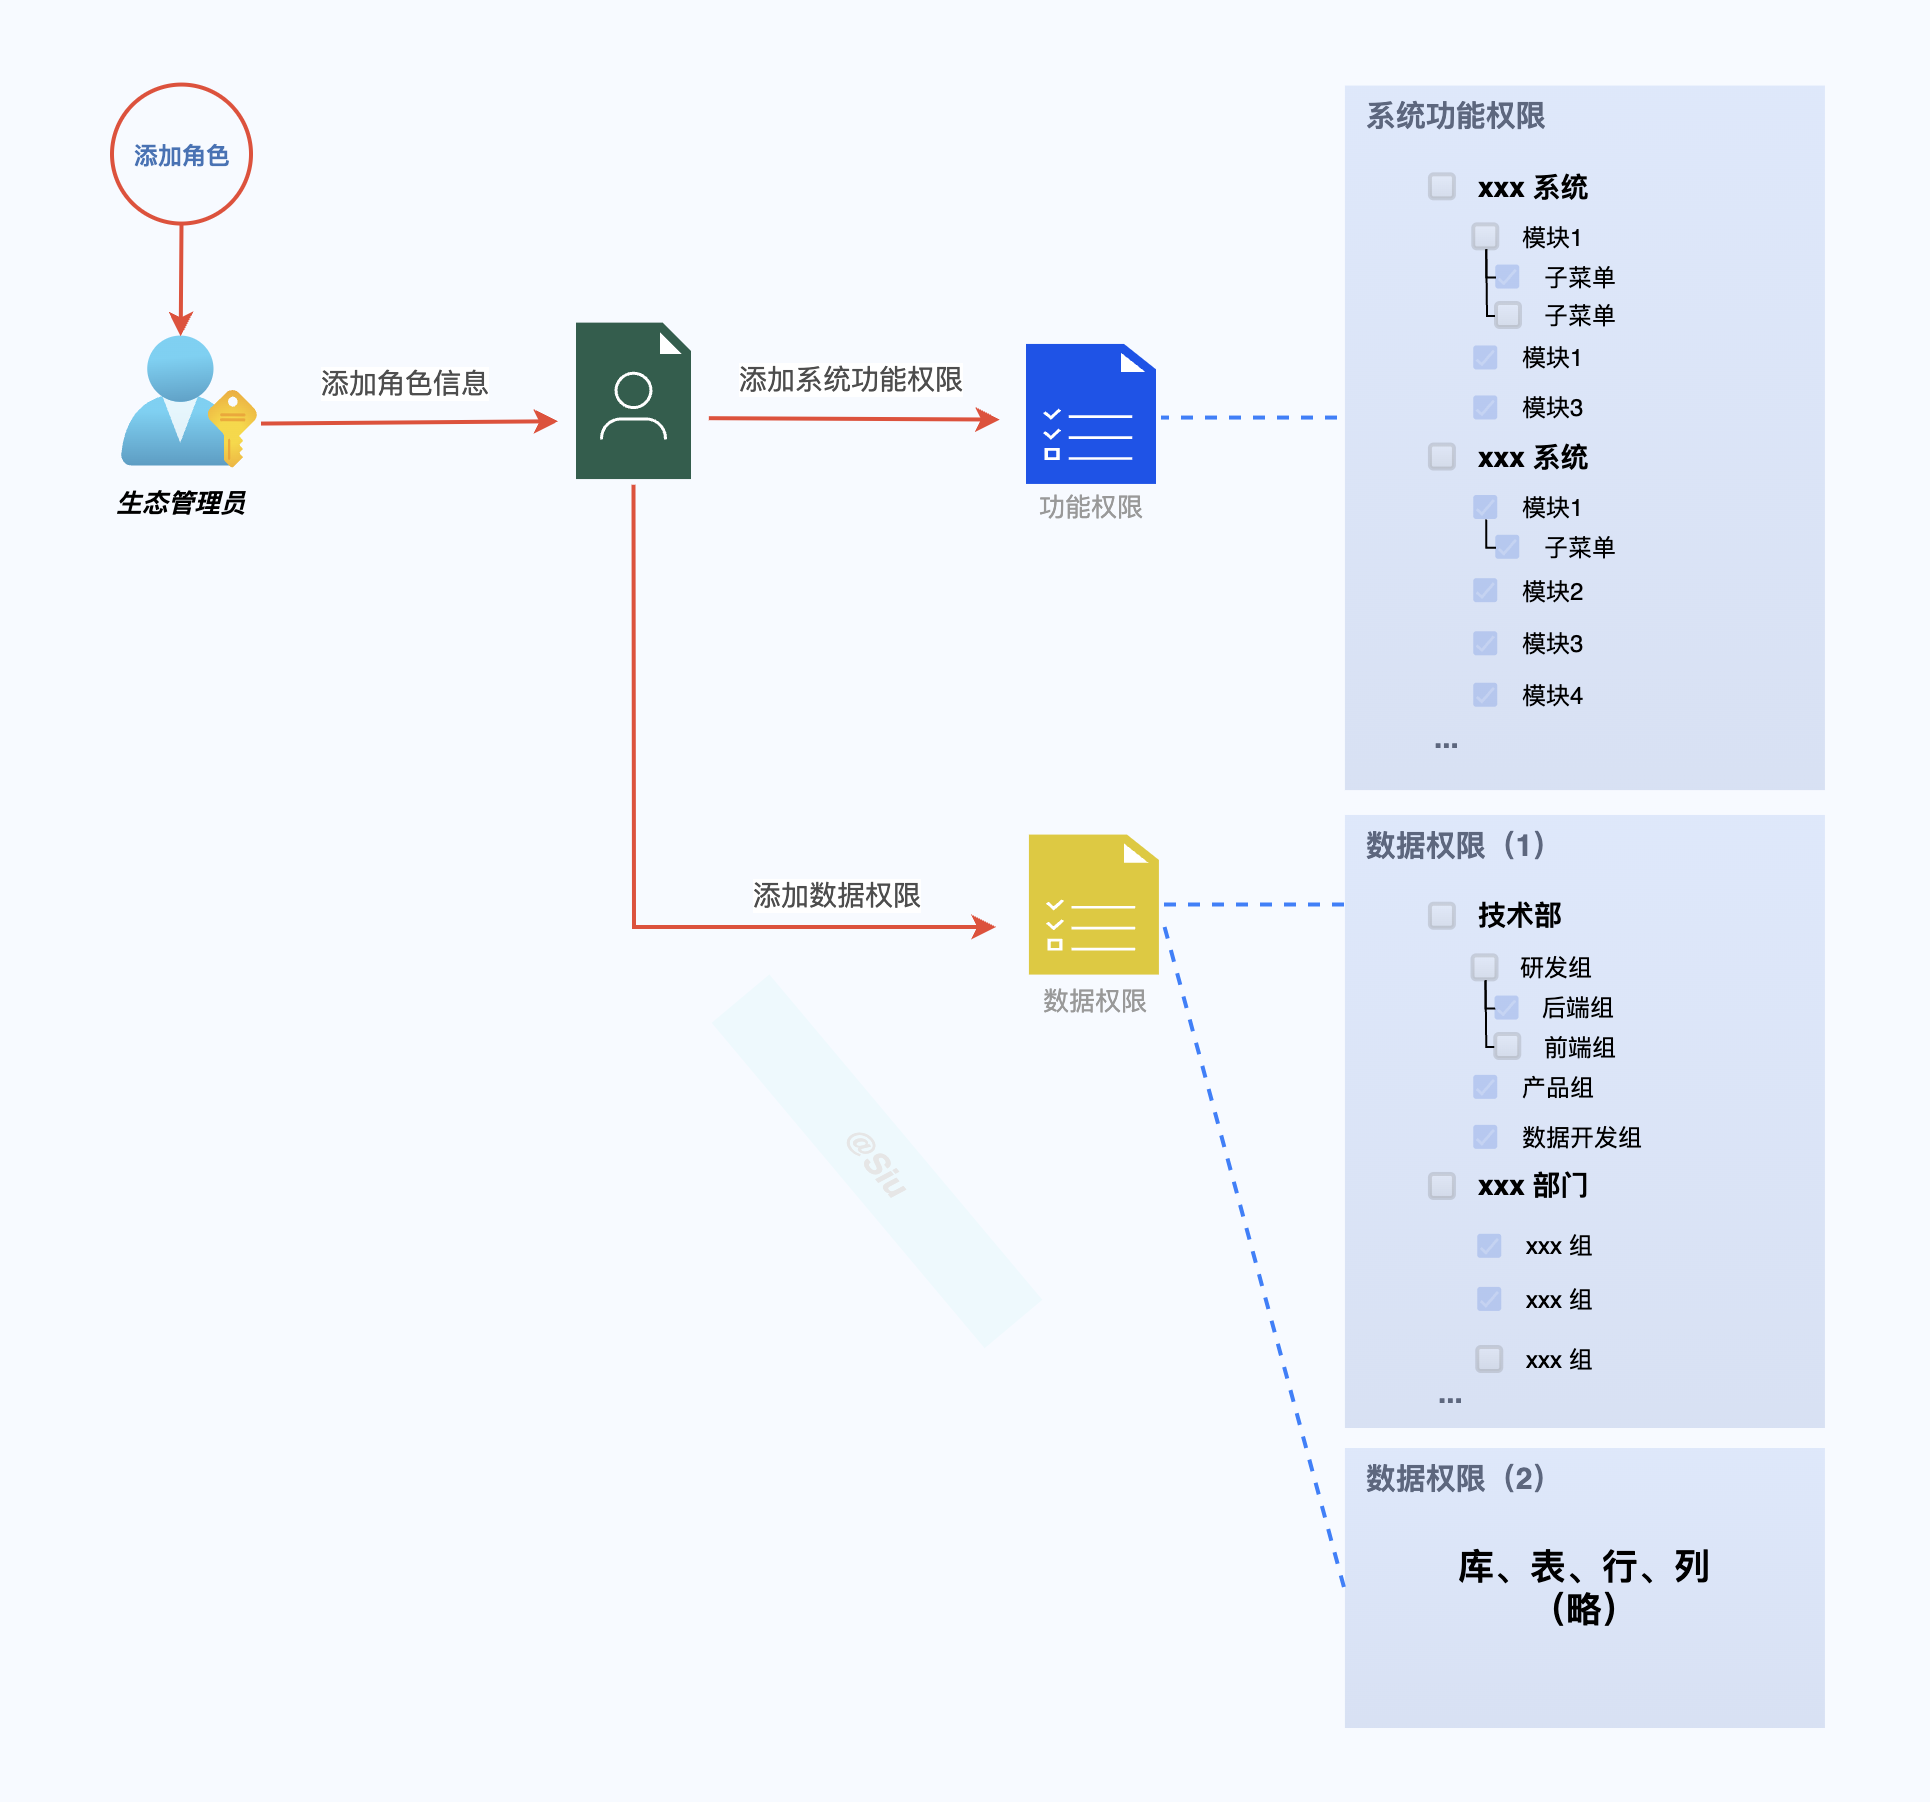 添加角色
生态管理员
添加角色信息
添加系统功能权限
功能权限
添加数据权限
数据权限
@Siu
系统功能权限
xxx 系统
模块1
子菜单
子菜单
模块1
模块3
xxx 系统
模块1
子菜单
模块2
模块3
模块4
...
数据权限（1）
技术部
研发组
后端组
前端组
产品组
数据开发组
xxx 部门
xxx 组
xxx 组
xxx 组
...
数据权限（2）
库、表、行、列
（略）